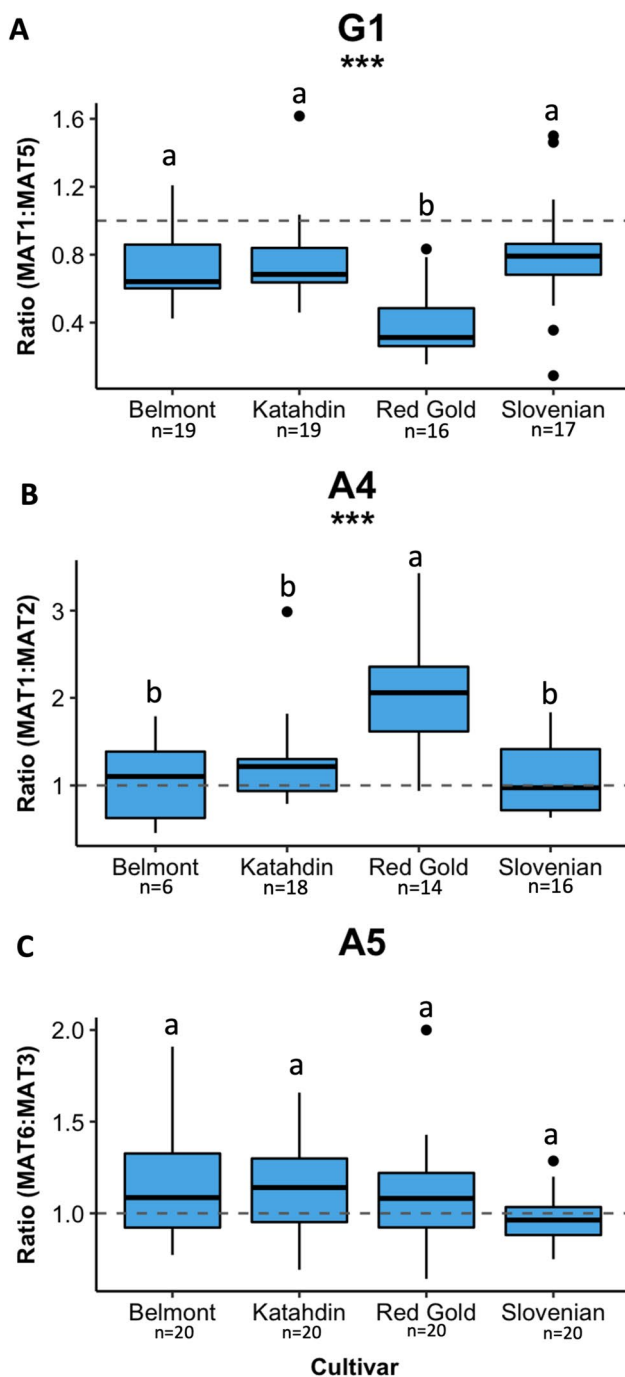 A
G1
***
Ratio (MAT1:MAT5)
1.6
1.2
0.8
0.4
a
a
b
a
Belmont Katahdin Red Gold Slovenian
n=19 n=19 n=16 n=17
B
A4
***
Ratio (MAT1:MAT2)
3
2
1
b
b
a
b
Belmont Katahdin Red Gold Slovenian
n=6 n=18 n=14 n=16
C
A5
Ratio (MAT6:MAT3)
2.0
1.5
1.0
a
a
a
a
Belmont Katahdin Red Gold Slovenian
n=20 n=20 n=20 n=20
Cultivar